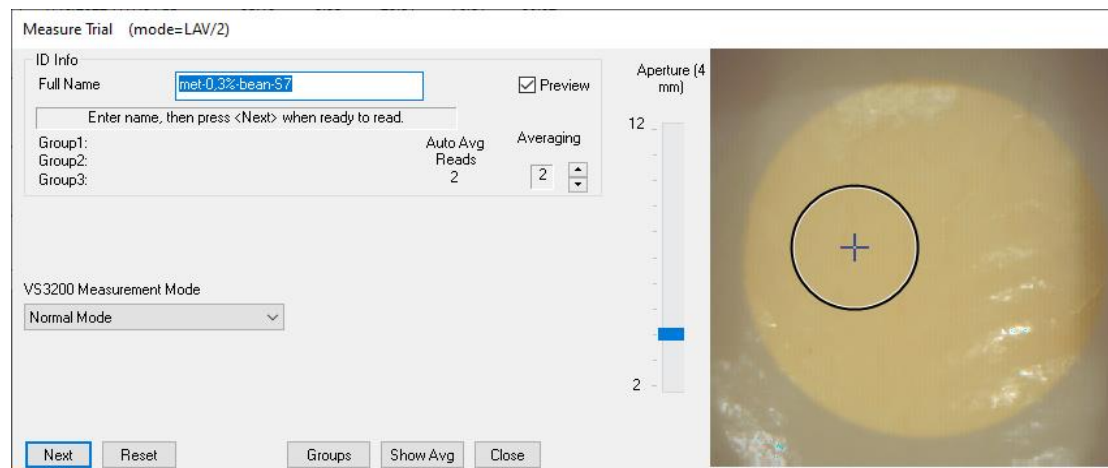 Measure Trial (mode=LAV/2)
ID Info
Full Name met-0,3%-bean-S7 Preview
Enter name, then press <Next> when ready to read.
Group1:
Group2:
Group3:
Auto Avg
Reads
2
Averaging
2
VS3200 Measurement Mode
Normal Mode
Aperture (4
mm)
12
2
Next Reset Groups Show Avg Close